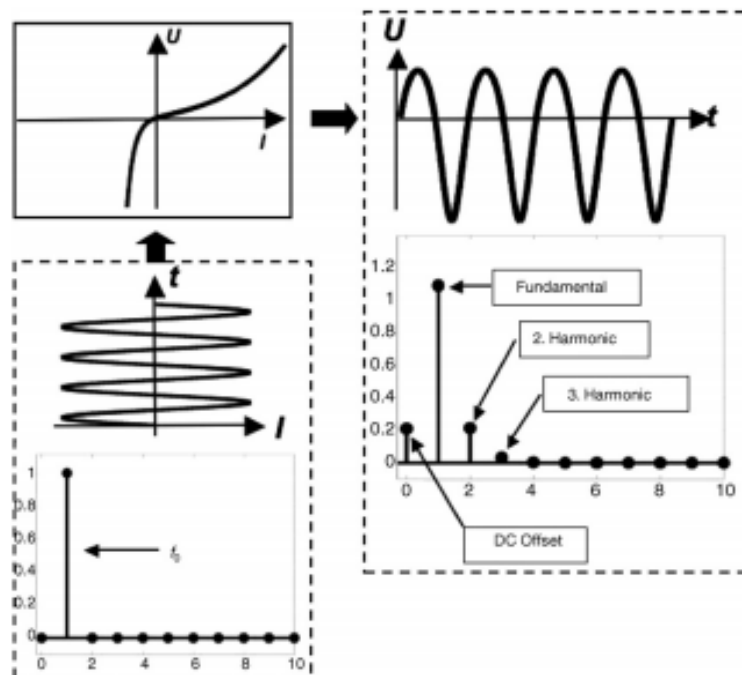 U
I
U
t
t
I
1.2
1
0.8
0.6
0.4
0.2
0
0 2 4 6 8 10
Fundamental
2. Harmonic
3. Harmonic
DC Offset
1
0.8
0.6
0.4
0.2
0
0 2 4 6 8 10
f₀